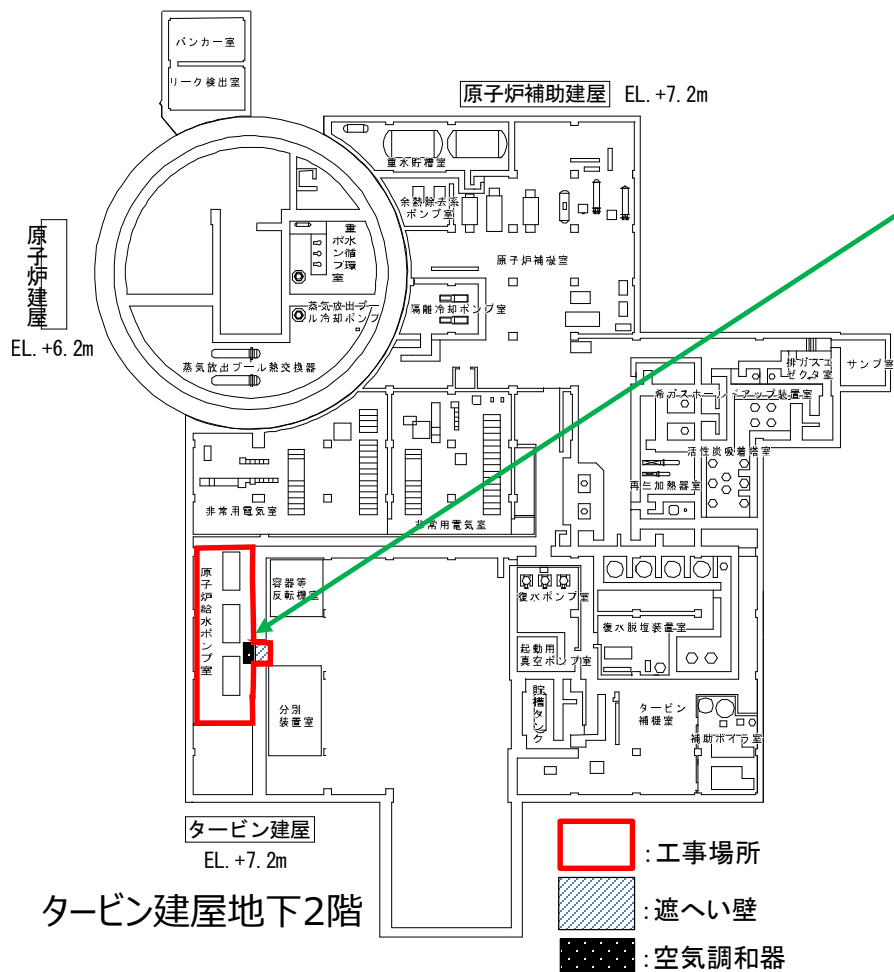 バンカー室
リーク検出室
原子炉補助建屋 EL.+7.2m
重水貯槽室
余熱除去系
ポンプ室
原子炉建屋
EL.+6.2m
重水循環
ポンプ室
原子炉補機室
蒸気放出プー
ル冷却ポンプ
隔離冷却ポンプ室
蒸気放出プール熱交換器
排ガスエ
ゼクタ室
サンプ室
希ガスホールドアップ装置室
活性炭吸着塔室
再生加熱器室
非常用電気室
非常用電気室
原子炉給水ポンプ室
容器等
反転機室
復水ポンプ室
復水脱塩装置室
起動用
真空ポンプ室
分別
装置室
貯槽タンク
タービン
補機室
補助ボイラ室
タービン建屋
EL.+7.2m
タービン建屋地下2階
:工事場所
:遮へい壁
:空気調和器